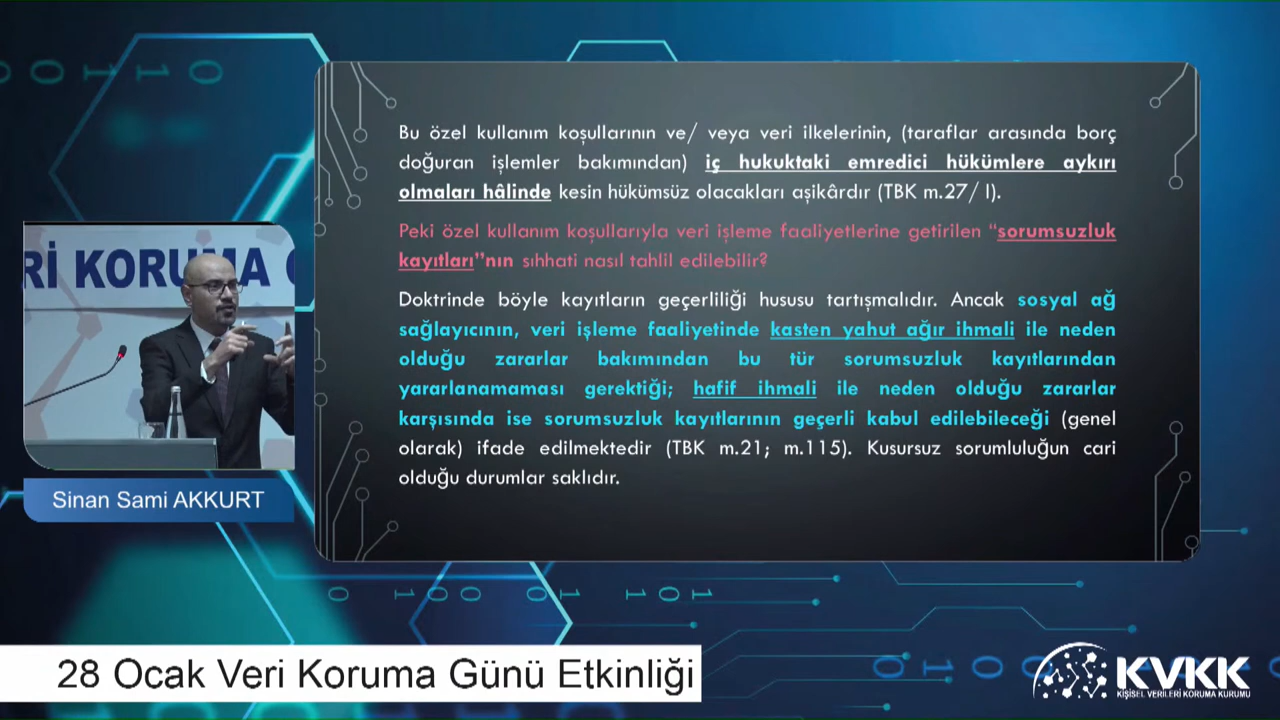 Bu özel kullanım koşullarının ve/ veya veri ilkelerinin, (taraflar arasında borç
doğuran işlemler bakımından) iç hukuktaki emredici hükümlere aykırı
olmaları hâlinde kesin hükümsüz olacakları aşikârdır (TBK m.27/ I).
Peki özel kullanım koşullarıyla veri işleme faaliyetlerine getirilen “sorumsuzluk
kayıtları”nın sıhhati nasıl tahlil edilebilir?
Doktrinde böyle kayıtların geçerliliği hususu tartışmalıdır. Ancak sosyal ağ
sağlayıcının, veri işleme faaliyetinde kasten yahut ağır ihmali ile neden
olduğu zararlar bakımından bu tür sorumsuzluk kayıtlarından
yararlanamaması gerektiği; hafif ihmali ile neden olduğu zararlar
karşısında ise sorumsuzluk kayıtlarının geçerli kabul edilebileceği (genel
olarak) ifade edilmektedir (TBK m.21; m.115). Kusursuz sorumluluğun cari
olduğu durumlar saklıdır.
Rİ KORUMA
Sinan Sami AKKURT
28 Ocak Veri Koruma Günü Etkinliği
KVKK
KİŞİSEL VERİLERİ KORUMA KURUMU